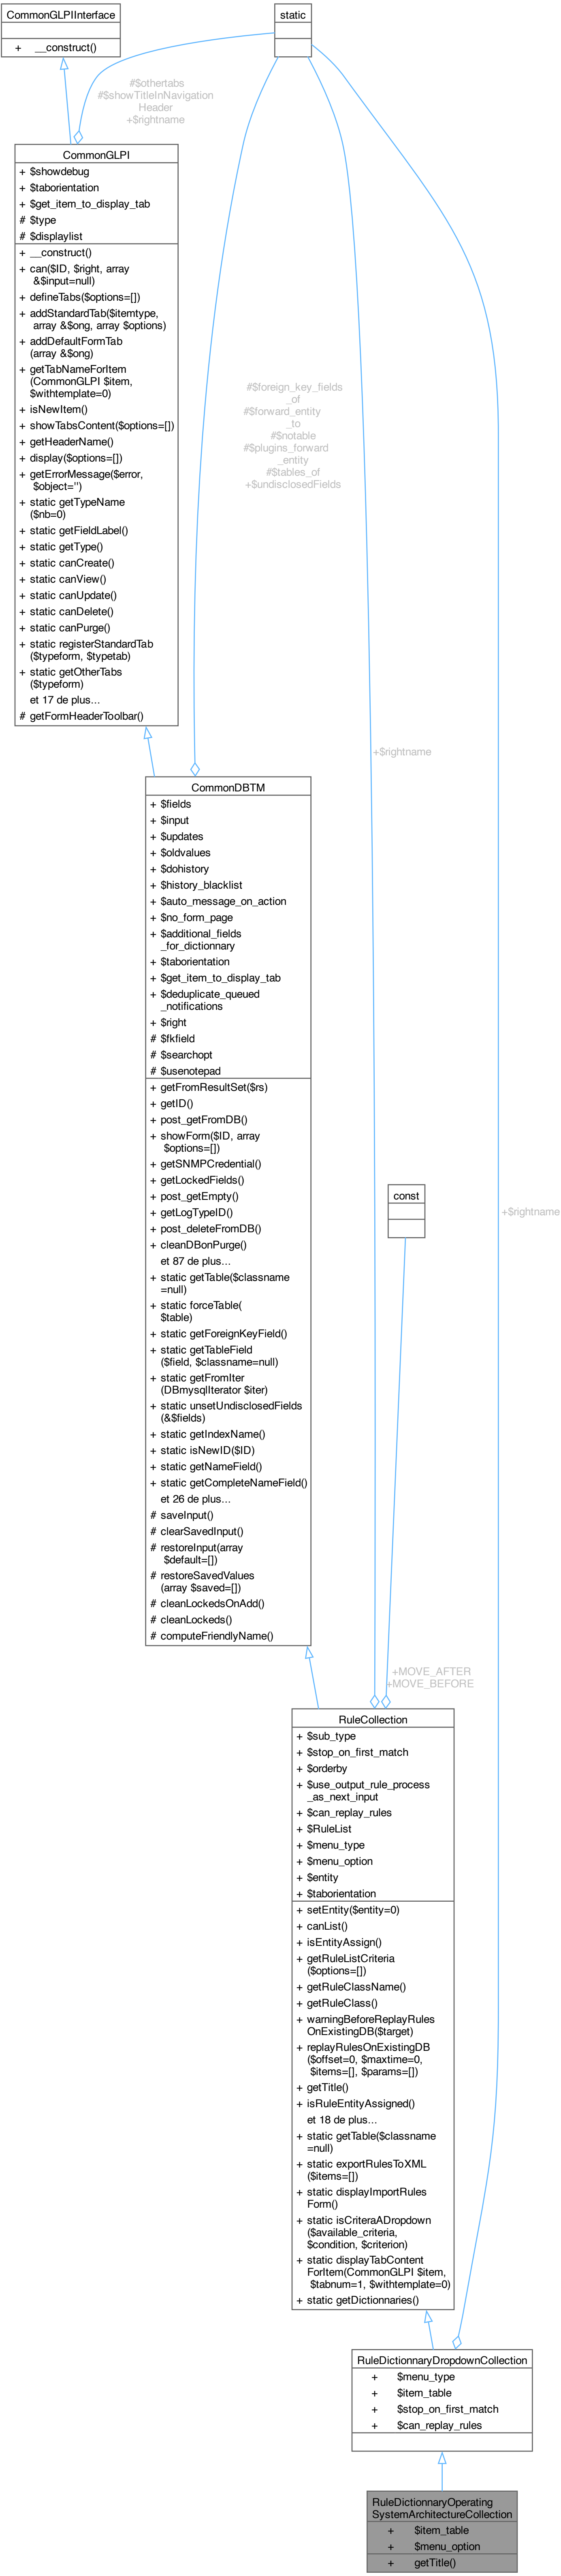 CommonGLPIInterface
+ __construct()
static
#$othertabs
#$showTitleInNavigation
Header
+$rightname
CommonGLPI
+ $showdebug
+ $taborientation
+ $get_item_to_display_tab
# $type
# $displaylist
+ __construct()
+ can($ID, $right, array
&$input=null)
+ defineTabs($options=[])
+ addStandardTab($itemtype,
array &$ong, array $options)
+ addDefaultFormTab
(array &$ong)
+ getTabNameForItem
(CommonGLPI $item,
$withtemplate=0)
+ isNewItem()
+ showTabsContent($options=[])
+ getHeaderName()
+ display($options=[])
+ getErrorMessage($error,
$object='')
+ static getTypeName
($nb=0)
+ static getFieldLabel()
+ static getType()
+ static canCreate()
+ static canView()
+ static canUpdate()
+ static canDelete()
+ static canPurge()
+ static registerStandardTab
($typeform, $typetab)
+ static getOtherTabs
($typeform)
et 17 de plus...
# getFormHeaderToolbar()
#$foreign_key_fields
_of
#$forward_entity
_to
#$notable
#$plugins_forward
_entity
#$tables_of
+$undisclosedFields
+$rightname
CommonDBTM
+ $fields
+ $input
+ $updates
+ $oldvalues
+ $dohistory
+ $history_blacklist
+ $auto_message_on_action
+ $no_form_page
+ $additional_fields
_for_dictionnary
+ $taborientation
+ $get_item_to_display_tab
+ $deduplicate_queued
_notifications
+ $right
# $fkfield
# $searchopt
# $usenotepad
+ getFromResultSet($rs)
+ getID()
+ post_getFromDB()
+ showForm($ID, array
$options=[])
+ getSNMPCredential()
+ getLockedFields()
+ post_getEmpty()
+ getLogTypeID()
+ post_deleteFromDB()
+ cleanDBonPurge()
et 87 de plus...
+ static getTable($classname
=null)
+ static forceTable(
$table)
+ static getForeignKeyField()
+ static getTableField
($field, $classname=null)
+ static getFromIter
(DBmysqlIterator $iter)
+ static unsetUndisclosedFields
(&$fields)
+ static getIndexName()
+ static isNewID($ID)
+ static getNameField()
+ static getCompleteNameField()
et 26 de plus...
# saveInput()
# clearSavedInput()
# restoreInput(array
$default=[])
# restoreSavedValues
(array $saved=[])
# cleanLockedsOnAdd()
# cleanLockeds()
# computeFriendlyName()
const
+$rightname
+MOVE_AFTER
+MOVE_BEFORE
RuleCollection
+ $sub_type
+ $stop_on_first_match
+ $orderby
+ $use_output_rule_process
_as_next_input
+ $can_replay_rules
+ $RuleList
+ $menu_type
+ $menu_option
+ $entity
+ $taborientation
+ setEntity($entity=0)
+ canList()
+ isEntityAssign()
+ getRuleListCriteria
($options=[])
+ getRuleClassName()
+ getRuleClass()
+ warningBeforeReplayRules
OnExistingDB($target)
+ replayRulesOnExistingDB
($offset=0, $maxtime=0,
$items=[], $params=[])
+ getTitle()
+ isRuleEntityAssigned()
et 18 de plus...
+ static getTable($classname
=null)
+ static exportRulesToXML
($items=[])
+ static displayImportRules
Form()
+ static isCriteraADropdown
($available_criteria,
$condition, $criterion)
+ static displayTabContent
ForItem(CommonGLPI $item,
$tabnum=1, $withtemplate=0)
+ static getDictionnaries()
RuleDictionnaryDropdownCollection
+ $menu_type
+ $item_table
+ $stop_on_first_match
+ $can_replay_rules
RuleDictionnaryOperating
SystemArchitectureCollection
+ $item_table
+ $menu_option
+ getTitle()